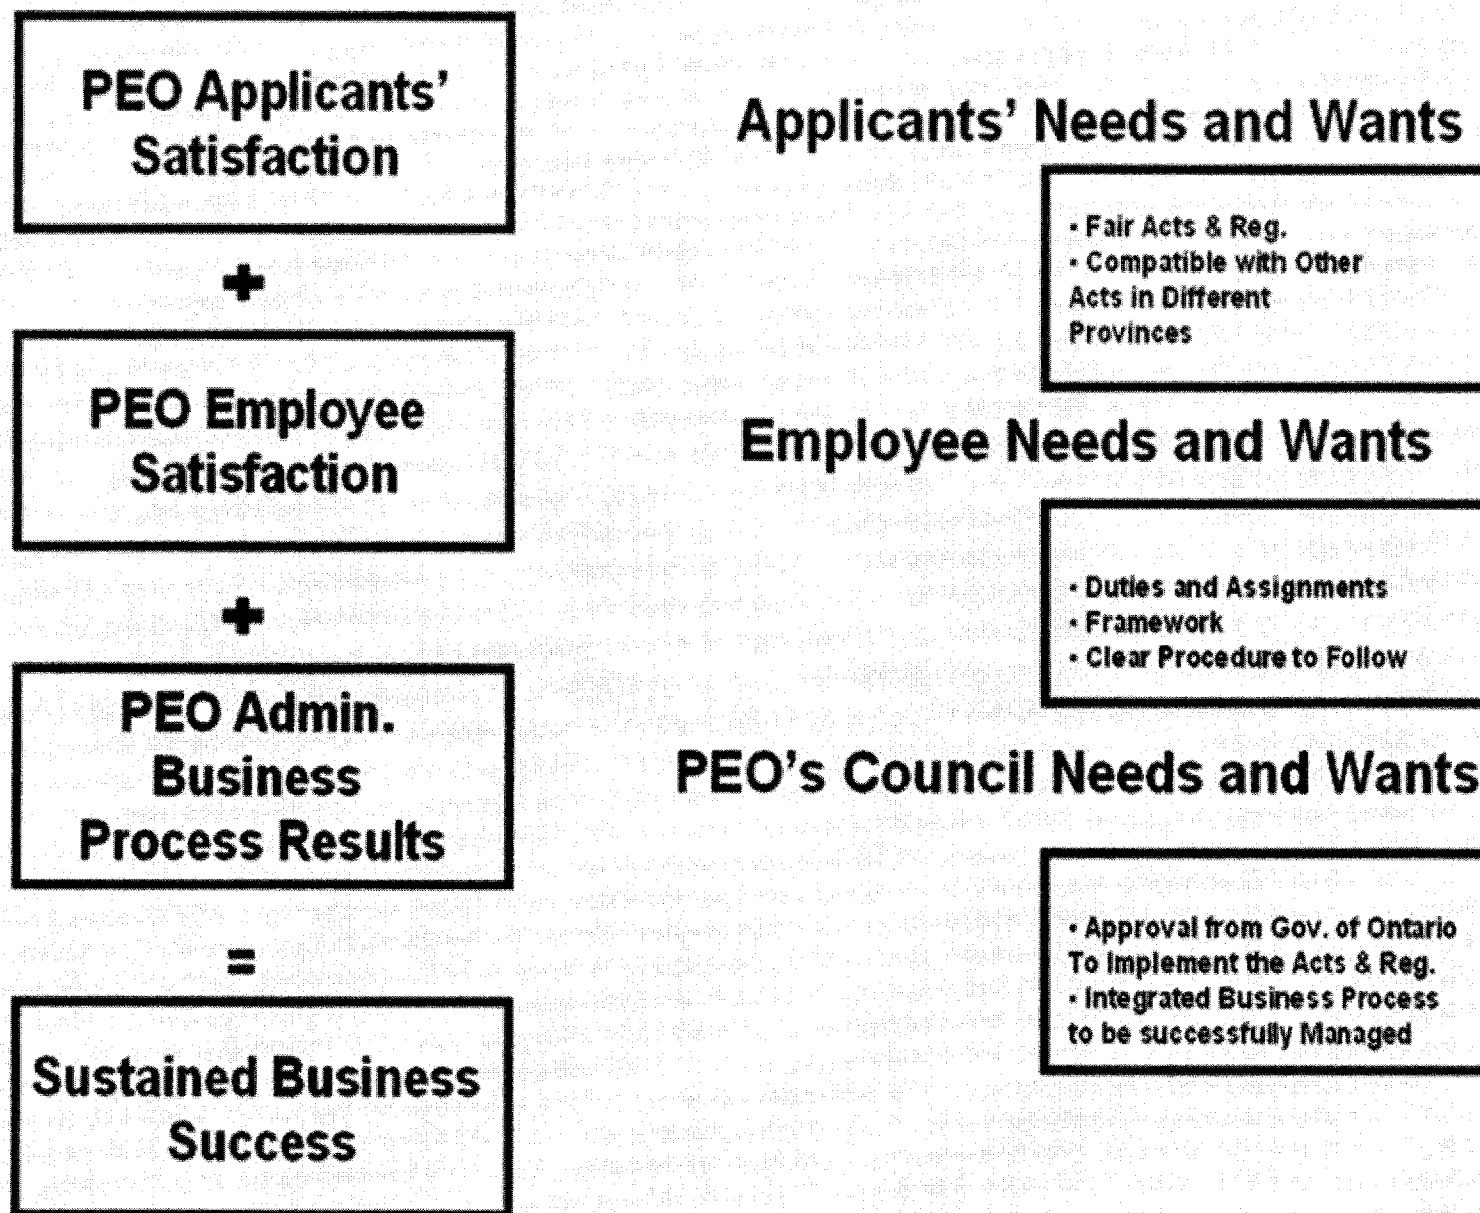 PEO Applicants'
Satisfaction
+
PEO Employee
Satisfaction
+
PEO Admin.
Business
Process Results
=
Sustained Business
Success
Applicants' Needs and Wants
• Fair Acts & Reg.
• Compatible with Other
Acts in Different
Provinces
Employee Needs and Wants
• Duties and Assignments
• Framework
• Clear Procedure to Follow
PEO's Council Needs and Wants
• Approval from Gov. of Ontario
To Implement the Acts & Reg.
• Integrated Business Process
to be successfully Managed